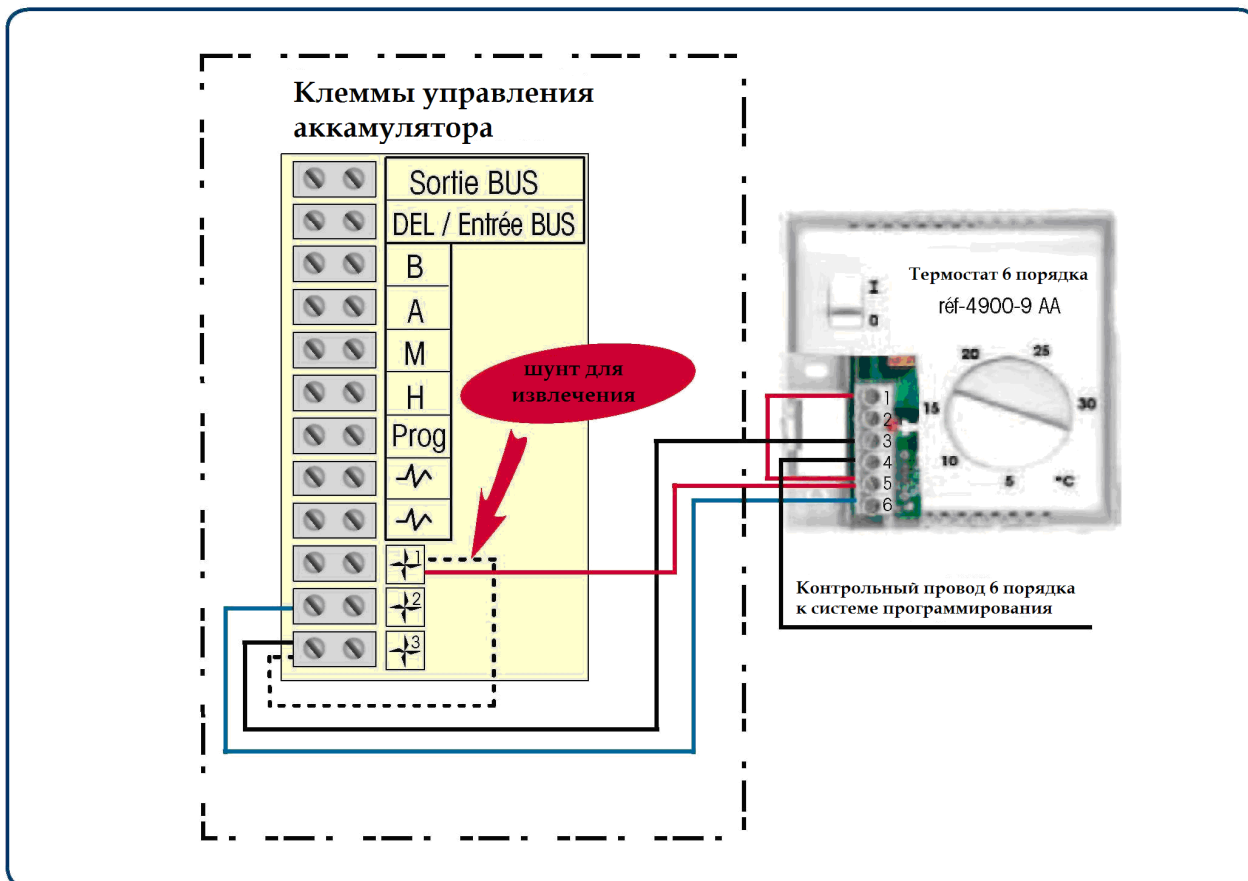 Клеммы управления
аккамулятора
Sortie BUS
DEL / Entrée BUS
B
A
M
H
Prog
1
2
3
шунт для
извлечения
Термостат 6 порядка
réf-4900-9 AA
I
0
20
25
15
30
10
5
°C
1
2
3
4
5
6
Контрольный провод 6 порядка
к системе программирования